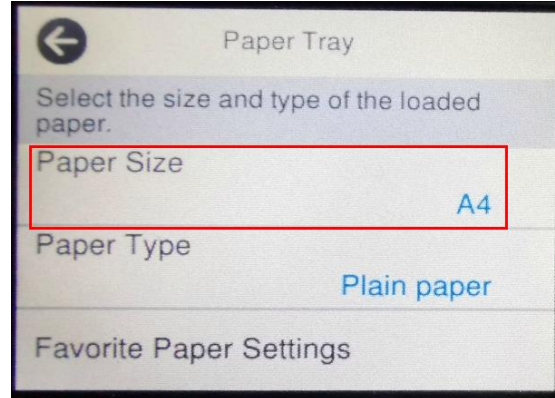 Paper Tray
Select the size and type of the loaded
paper.
Paper Size
A4
Paper Type
Plain paper
Favorite Paper Settings